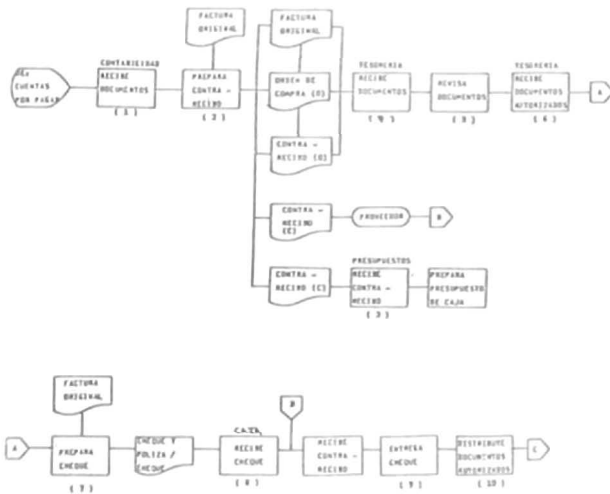 FACTURA
ORIGINAL
FACTURA
ORIGINAL
DE:
CUENTAS
POR PAGAR
CONTABILIDAD
RECIBE
DOCUMENTOS
( 1 )
PREPARA
CONTRA -
RECIBO
( 2 )
ORDEN DE
COMPRA (O)
CONTRA -
RECIBO (O)
TESORERIA
RECIBE
DOCUMENTOS
REVISA
DOCUMENTOS
TESORERIA
RECIBE
DOCUMENTOS
AUTORIZADOS
( 6 )
A
CONTRA -
RECIBO
(C)
PROVEEDOR
B
CONTRA -
RECIBO (C)
PRESUPUESTOS
RECIBE
CONTRA -
RECIBO
( 3 )
PREPARA
PRESUPUESTO
DE CAJA
FACTURA
ORIGINAL
A
PREPARA
CHEQUE
( 7 )
CHEQUE Y
POLIZA /
CHEQUE
CAJA
RECIBE
CHEQUE
( 8 )
B
RECIBE
CONTRA -
RECIBO
ENTREGA
CHEQUE
( 9 )
DISTRIBUYE
DOCUMENTOS
AUTORIZADOS
( 10 )
C